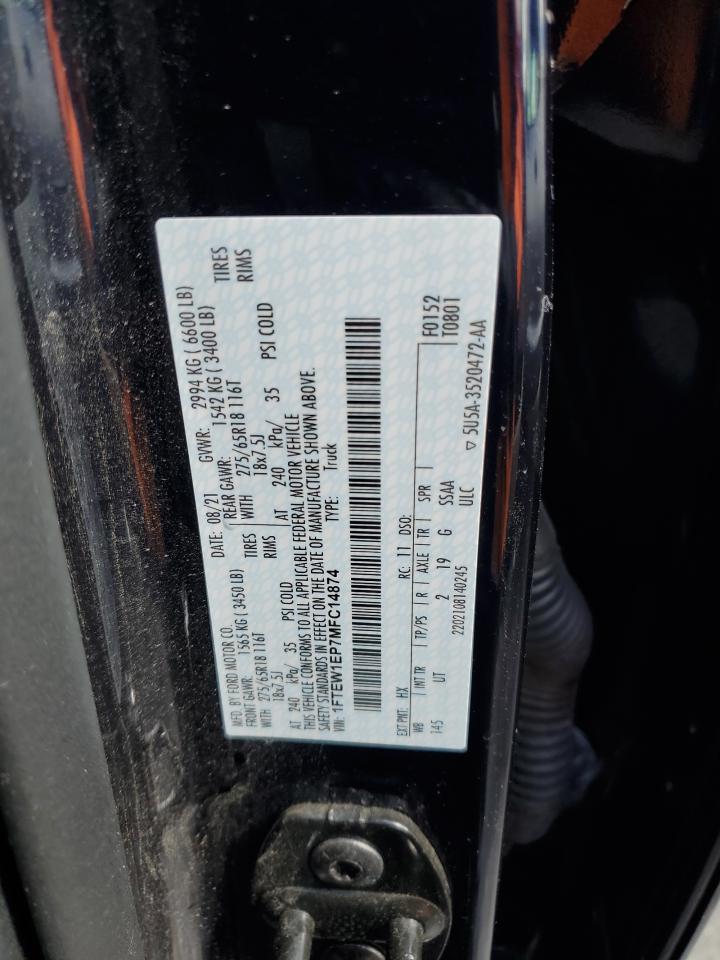 MFD. BY FORD MOTOR CO. DATE: 08/21 GVWR: 2994 KG ( 6600 LB)
FRONT GAWR: 1565 KG ( 3450 LB) REAR GAWR: 1542 KG ( 3400 LB)
WITH 275/65R18 116T TIRES WITH 275/65R18 116T TIRES
18x7.5J RIMS 18x7.5J RIMS
AT 240 kPa/ 35 PSI COLD AT 240 kPa/ 35 PSI COLD
THIS VEHICLE CONFORMS TO ALL APPLICABLE FEDERAL MOTOR VEHICLE
SAFETY STANDARDS IN EFFECT ON THE DATE OF MANUFACTURE SHOWN ABOVE.
VIN: 1FTEW1EP7MFC14874 TYPE: Truck
EXT PNT: HX RC: 11 DSO: F0152
WB INT TR TP/PS R AXLE TR SPR T0801
145 UT 2 19 G SSAA
2202108140245 ULC ▽ 5U5A-3520472-AA